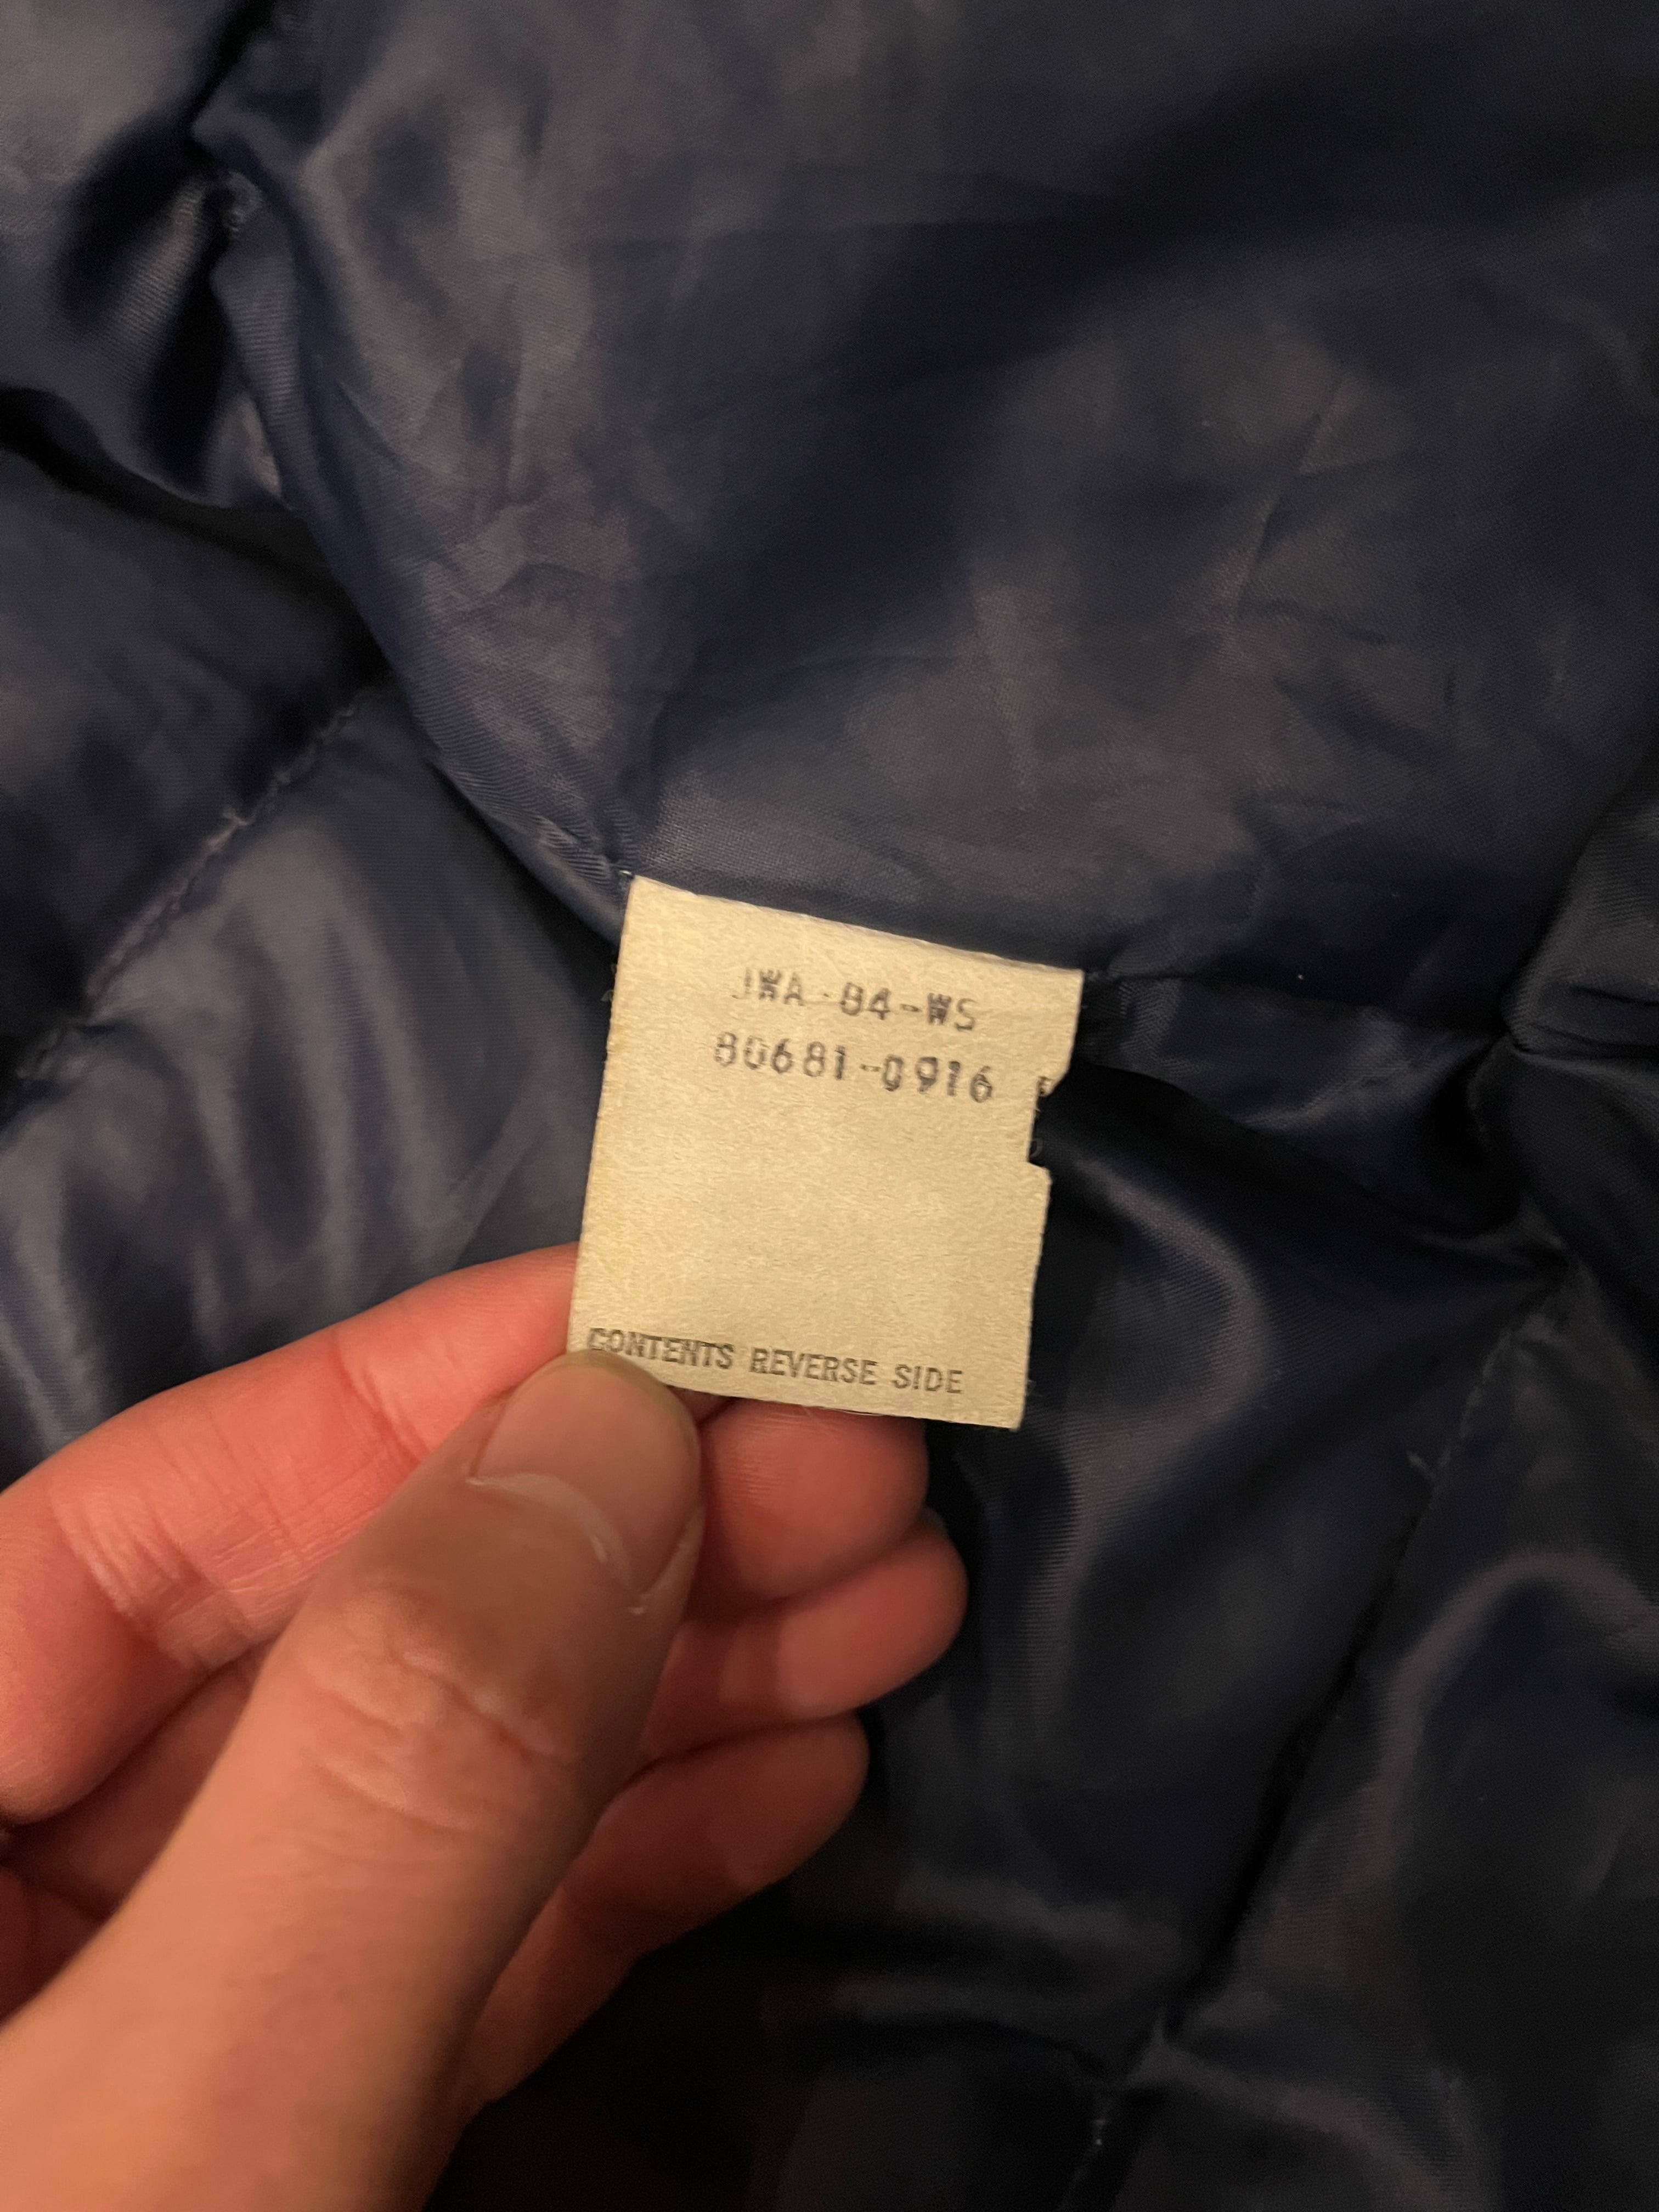 JWA-84-WS
80681-0916
CONTENTS REVERSE SIDE